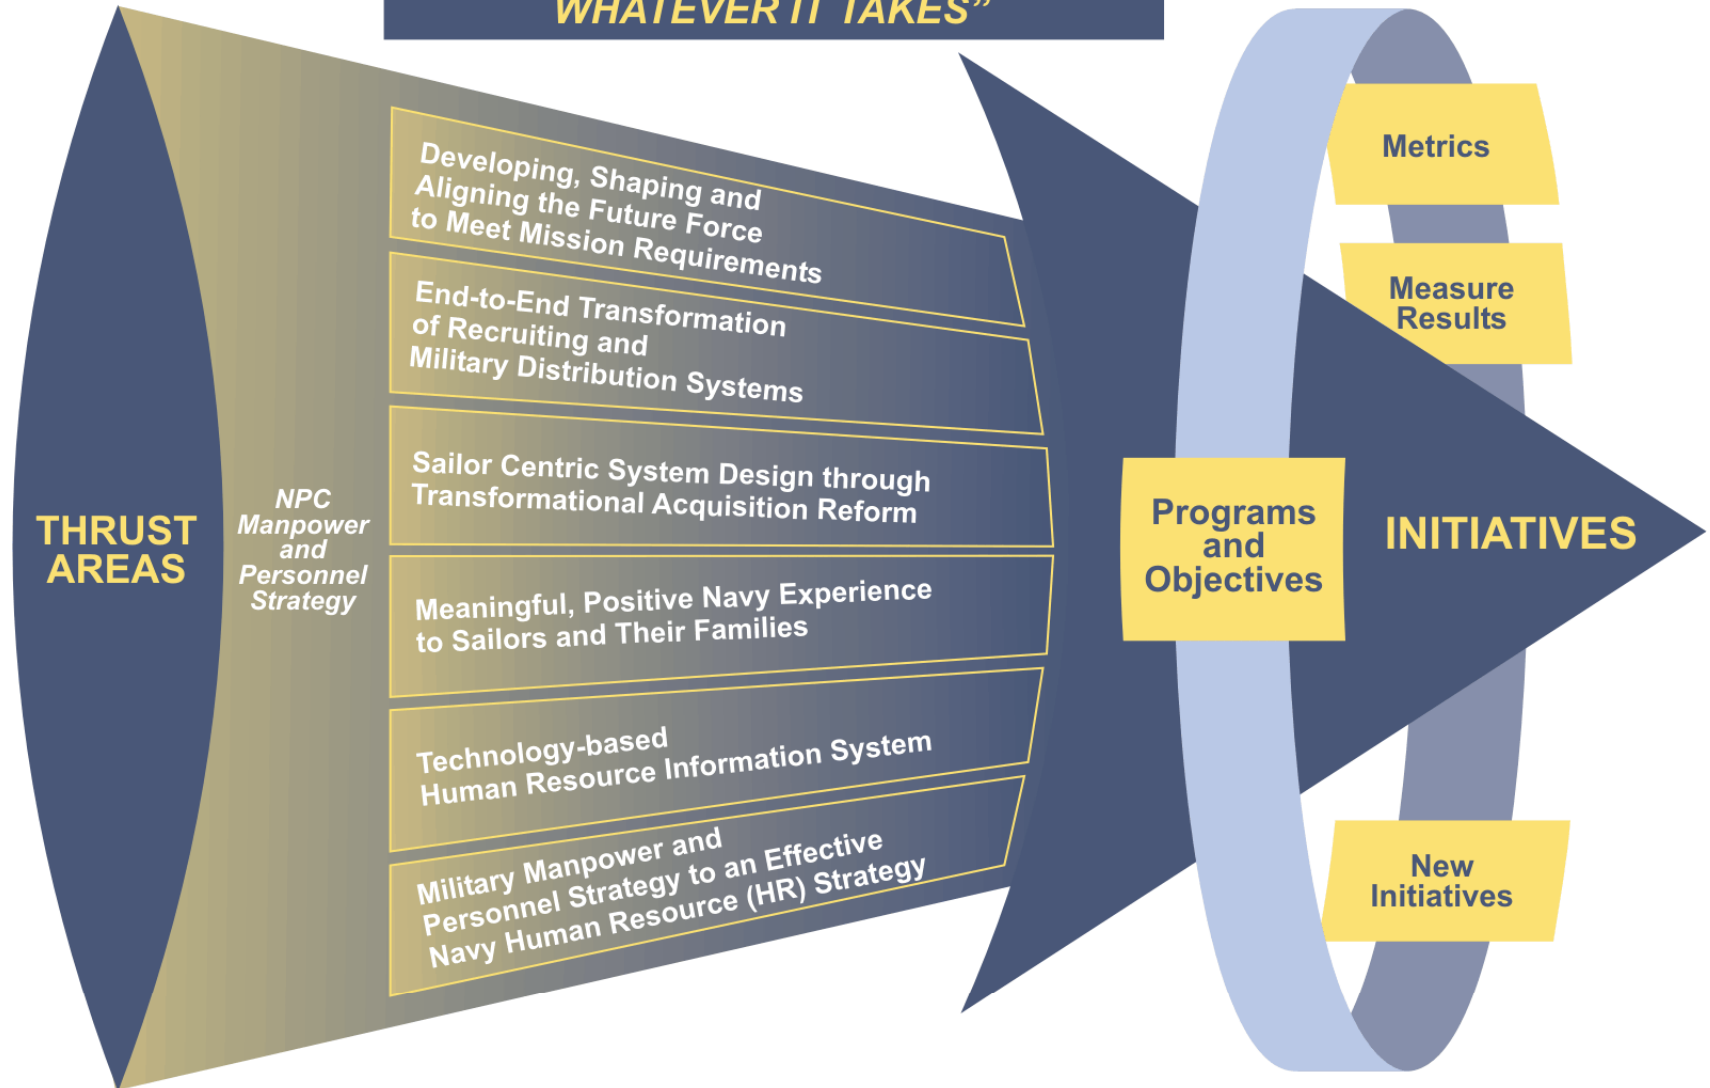 WHATEVER IT TAKES”
THRUST
AREAS
NPC
Manpower
and
Personnel
Strategy
Developing, Shaping and
Aligning the Future Force
to Meet Mission Requirements
End-to-End Transformation
of Recruiting and
Military Distribution Systems
Sailor Centric System Design through
Transformational Acquisition Reform
Meaningful, Positive Navy Experience
to Sailors and Their Families
Technology-based
Human Resource Information System
Military Manpower and
Personnel Strategy to an Effective
Navy Human Resource (HR) Strategy
Programs
and
Objectives
INITIATIVES
Metrics
Measure
Results
New
Initiatives